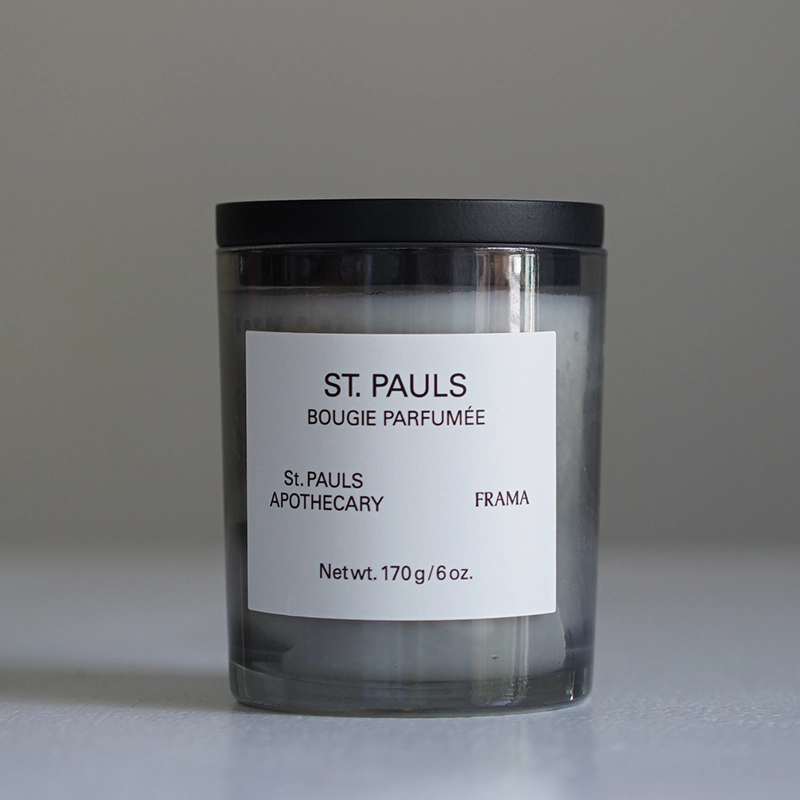 ST. PAULS
BOUGIE PARFUMÉE
St. PAULS
APOTHECARY
FRAMA
Net wt. 170 g/6 oz.